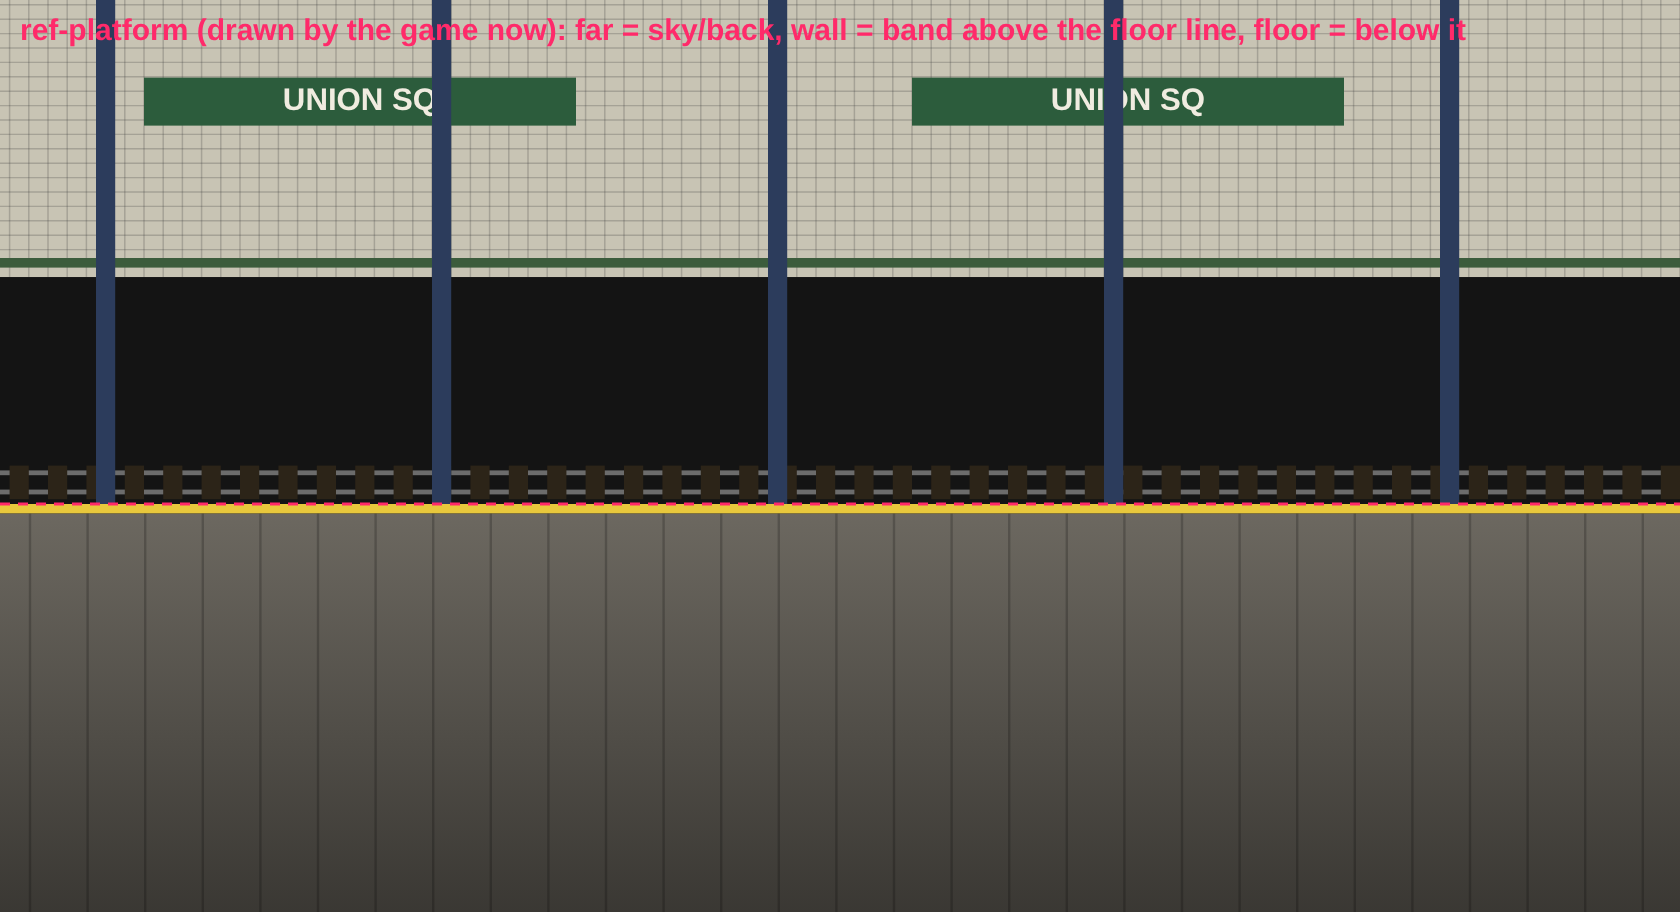 ref-platform (drawn by the game now): far = sky/back, wall = band above the floor line, floor = below it
UNION SQ
UNION SQ